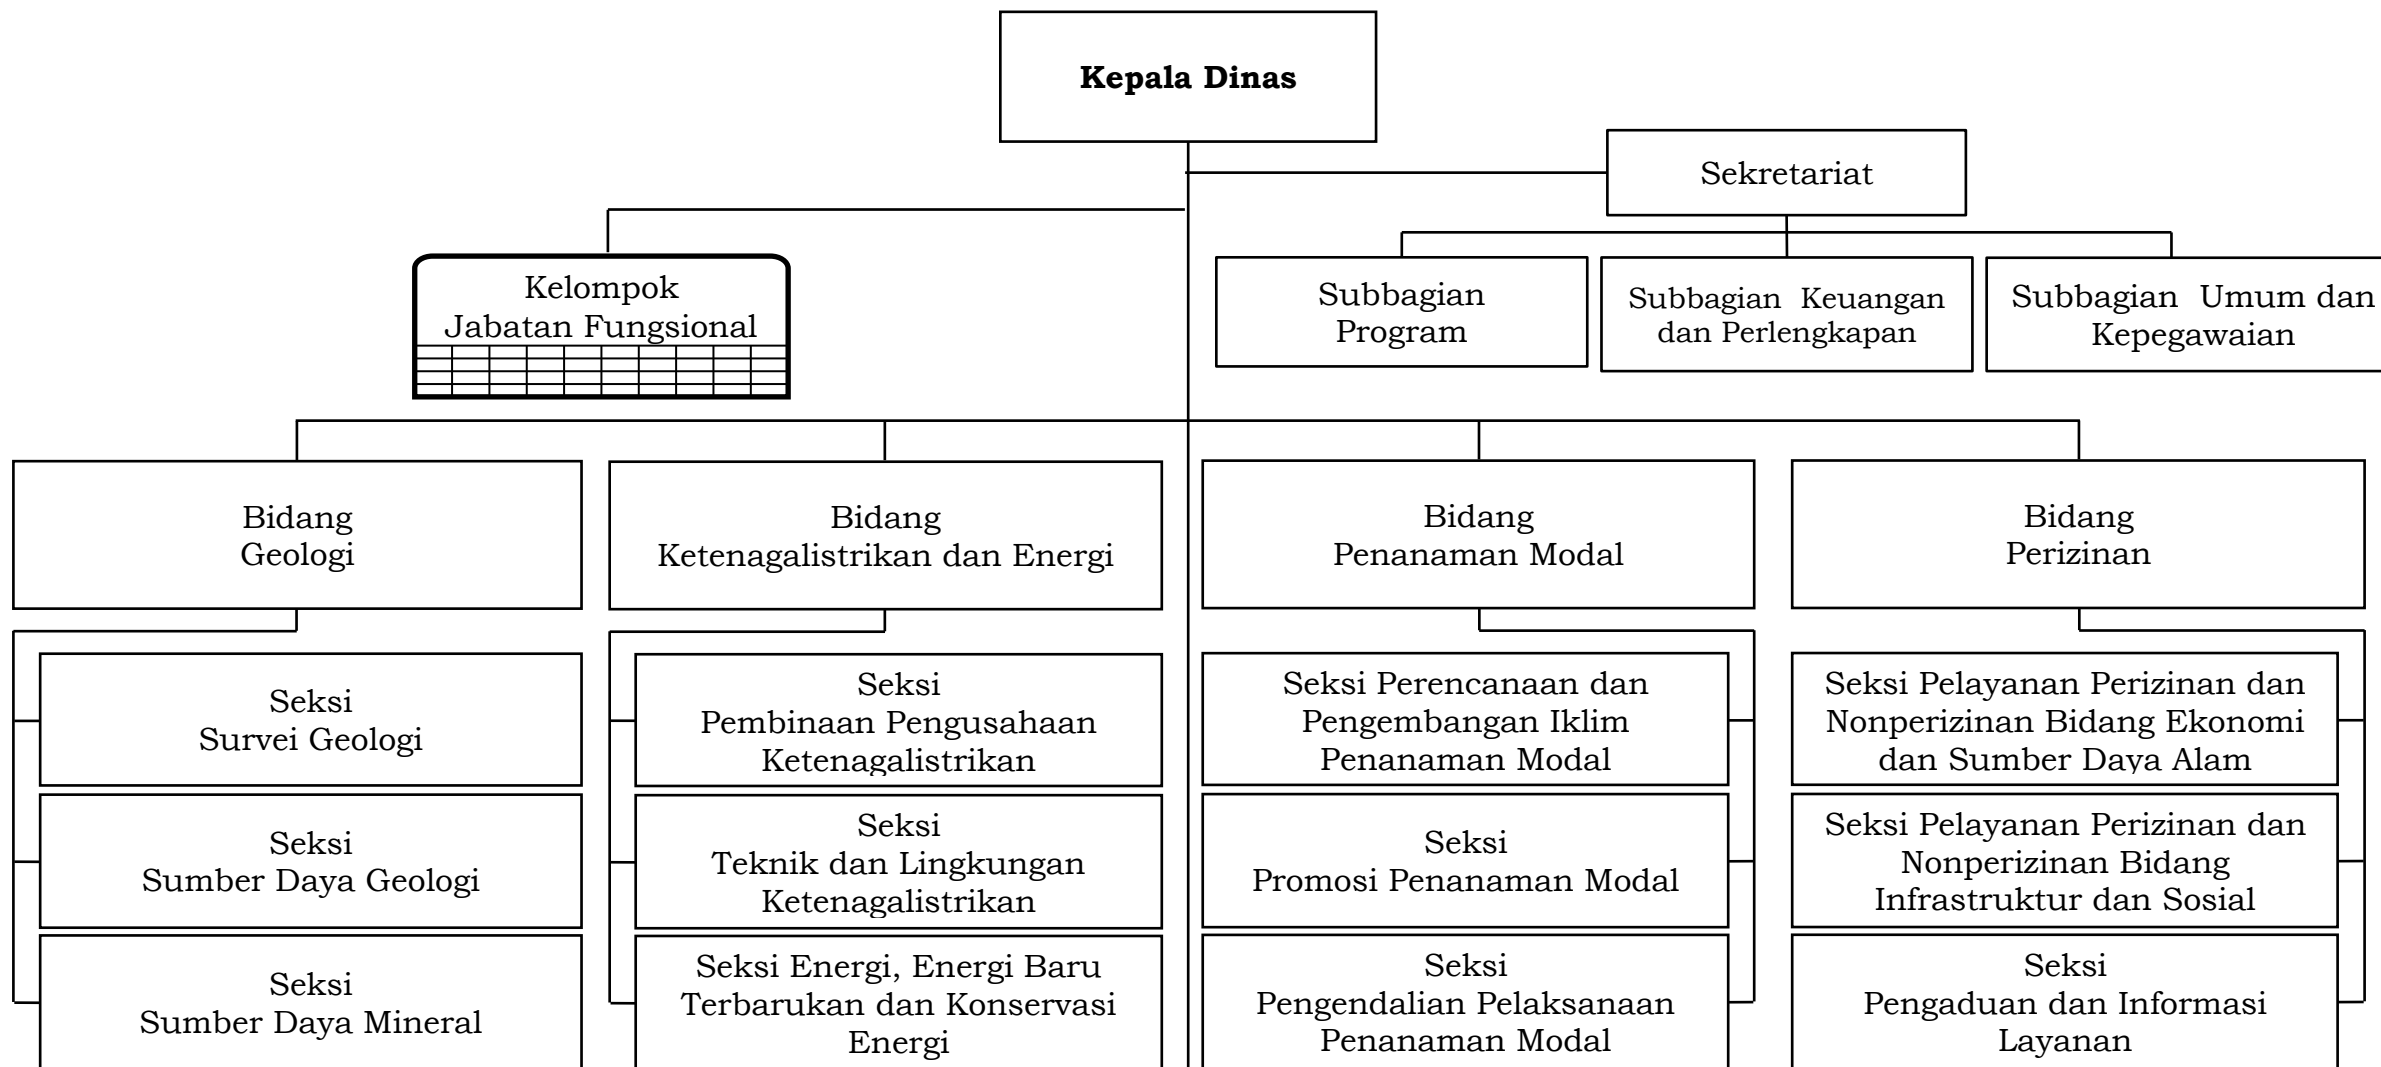 Kepala Dinas
Sekretariat
Kelompok
Jabatan Fungsional
Subbagian
Program
Subbagian  Keuangan
dan Perlengkapan
Subbagian  Umum dan
Kepegawaian
Bidang
Geologi
Bidang
Ketenagalistrikan dan Energi
Bidang
Penanaman Modal
Bidang
Perizinan
Seksi
Survei Geologi
Seksi
Sumber Daya Geologi
Seksi
Sumber Daya Mineral
Seksi
Pembinaan Pengusahaan
Ketenagalistrikan
Seksi
Teknik dan Lingkungan
Ketenagalistrikan
Seksi Energi, Energi Baru
Terbarukan dan Konservasi
Energi
Seksi Perencanaan dan
Pengembangan Iklim
Penanaman Modal
Seksi
Promosi Penanaman Modal
Seksi
Pengendalian Pelaksanaan
Penanaman Modal
Seksi Pelayanan Perizinan dan
Nonperizinan Bidang Ekonomi
dan Sumber Daya Alam
Seksi Pelayanan Perizinan dan
Nonperizinan Bidang
Infrastruktur dan Sosial
Seksi
Pengaduan dan Informasi
Layanan